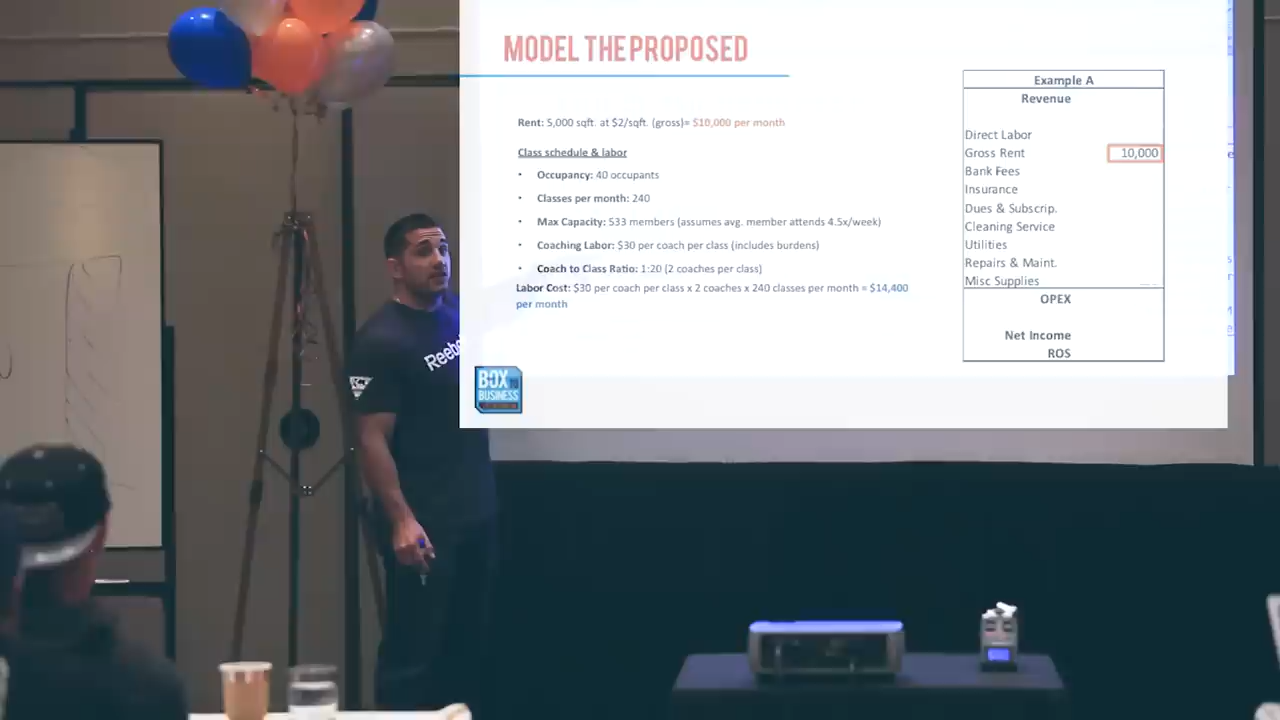 MODEL THE PROPOSED
Rent: 5,000 sqft. at $2/sqft. (gross)= $10,000 per month
Class schedule & labor
• Occupancy: 40 occupants
• Classes per month: 240
• Max Capacity: 533 members (assumes avg. member attends 4.5x/week)
• Coaching Labor: $30 per coach per class (includes burdens)
• Coach to Class Ratio: 1:20 (2 coaches per class)
Labor Cost: $30 per coach per class x 2 coaches x 240 classes per month = $14,400
per month
Example A
Revenue
Direct Labor
Gross Rent 10,000
Bank Fees
Insurance
Dues & Subscrip.
Cleaning Service
Utilities
Repairs & Maint.
Misc Supplies
OPEX
Net Income
ROS
BOX TO
BUSINESS
Reeb